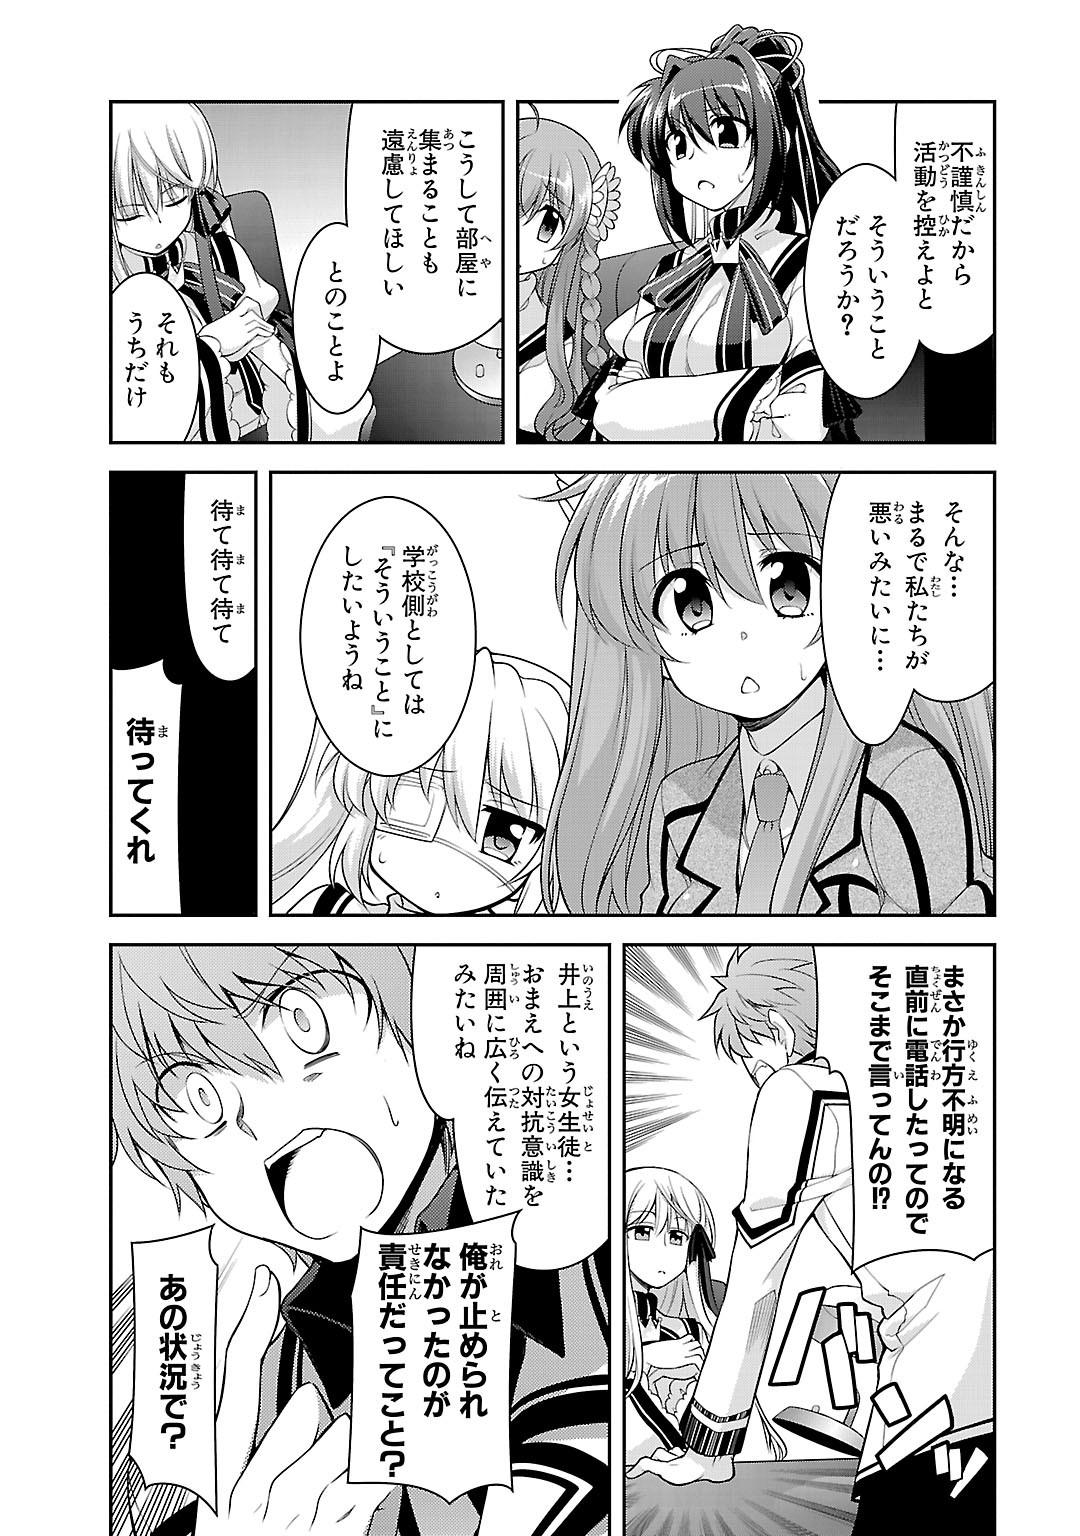 不謹慎だから
活動を控えよと
そういうこと
だろうか？
こうして部屋に
集まることも
遠慮してほしい
とのことよ
それも
うちだけ
そんな…
まるで私たちが
悪いみたいに…
学校側としては
『そういうこと』に
したいようね
待て待て待て
待ってくれ
まさか行方不明になる
直前に電話したってので
そこまで言ってんの!?
バンッ
井上という女生徒…
おまえへの対抗意識を
周囲に広く伝えていた
みたいね
俺が止められ
なかったのが
責任だってこと？
あの状況で？